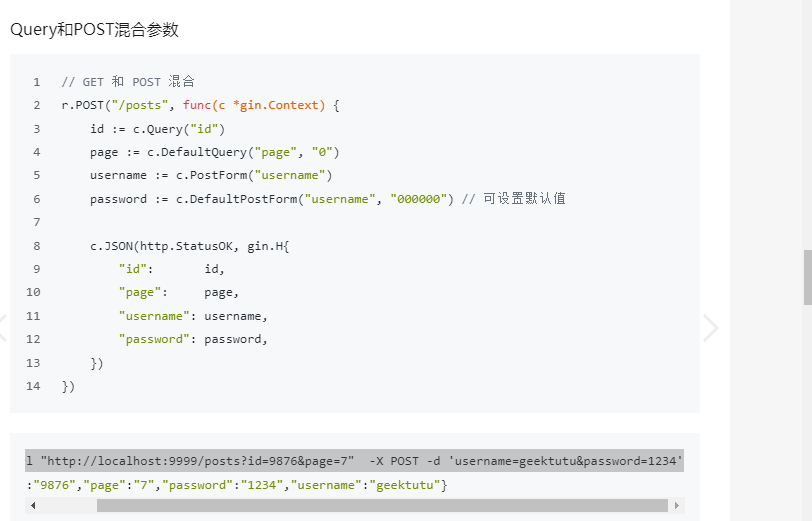 Query和POST混合参数
1 // GET 和 POST 混合
2 r.POST("/posts", func(c *gin.Context) {
3     id := c.Query("id")
4     page := c.DefaultQuery("page", "0")
5     username := c.PostForm("username")
6     password := c.DefaultPostForm("username", "000000") // 可设置默认值
7
8     c.JSON(http.StatusOK, gin.H{
9         "id":       id,
10         "page":     page,
11         "username": username,
12         "password": password,
13     })
14 })
l "http://localhost:9999/posts?id=9876&page=7"  -X POST -d 'username=geektutu&password=1234'
:"9876","page":"7","password":"1234","username":"geektutu"}